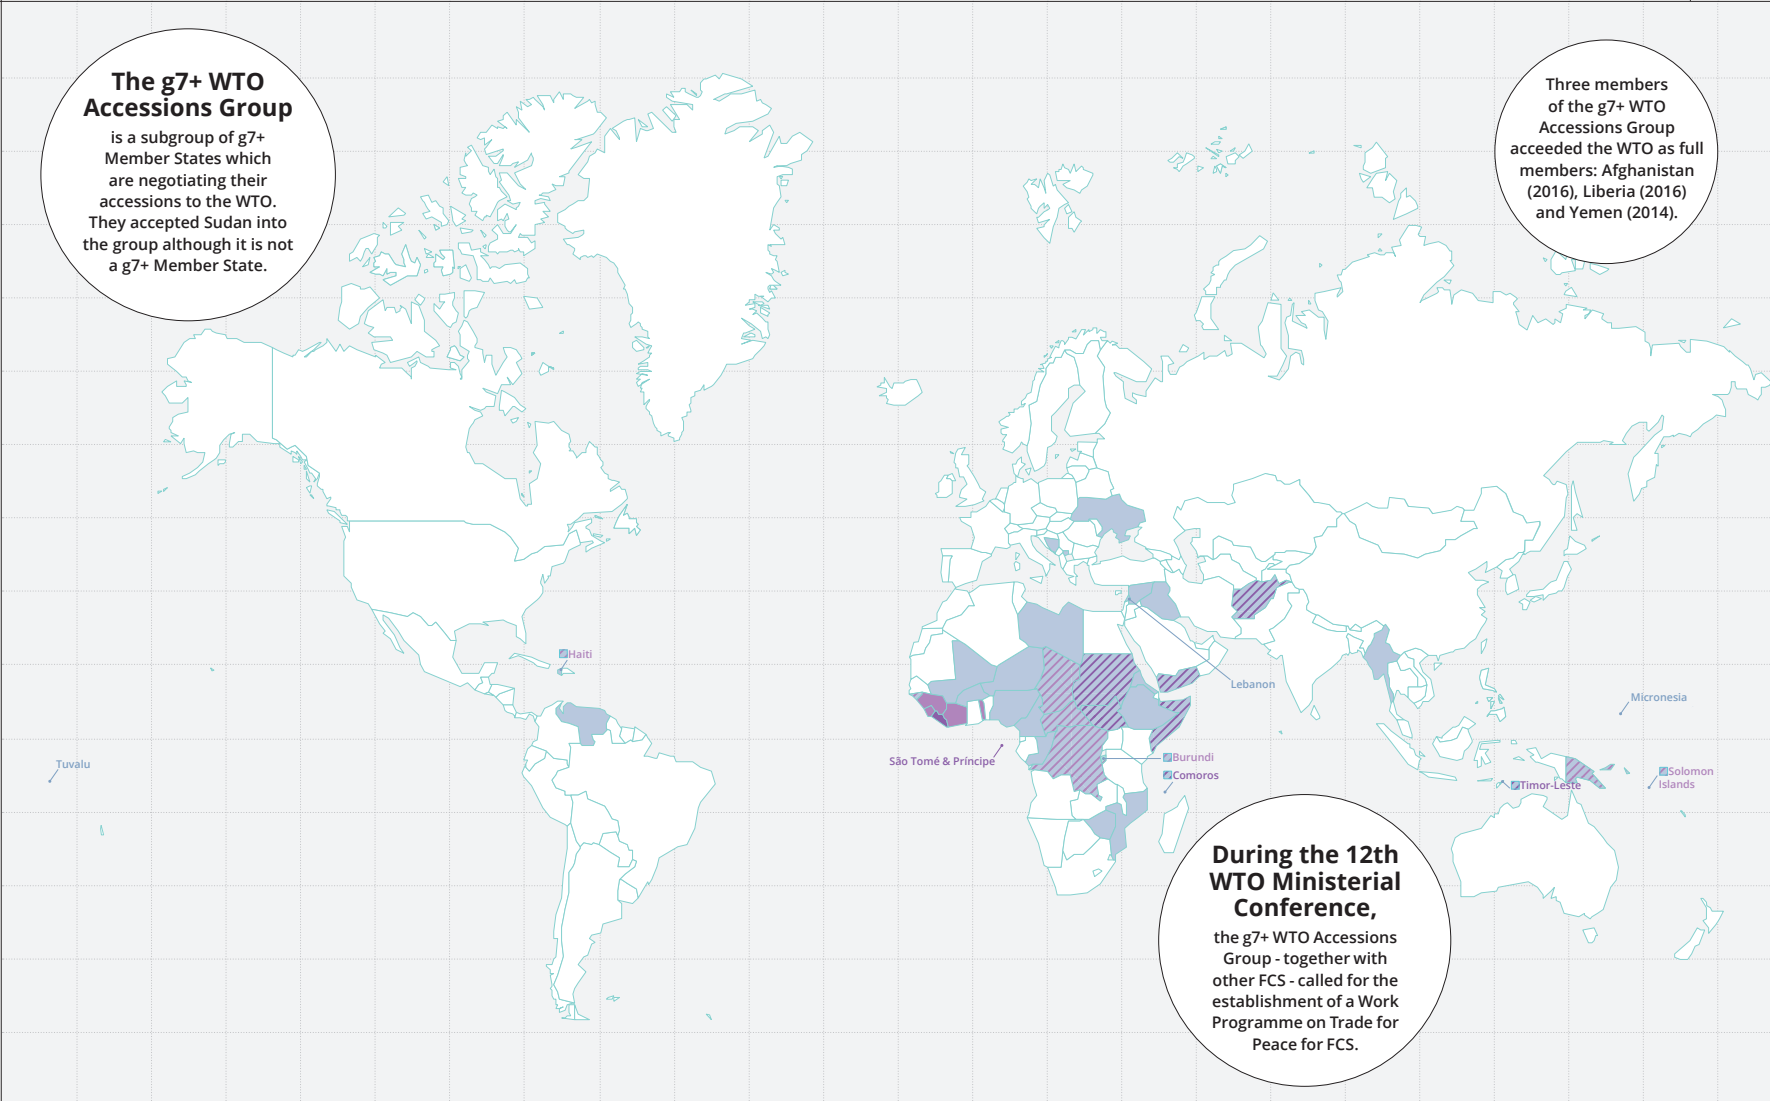 The g7+ WTO
Accessions Group
is a subgroup of g7+
Member States which
are negotiating their
accessions to the WTO.
They accepted Sudan into
the group although it is not
a g7+ Member State.
Three members
of the g7+ WTO
Accessions Group
acceeded the WTO as full
members: Afghanistan
(2016), Liberia (2016)
and Yemen (2014).
Haiti
Lebanon
Micronesia
Tuvalu
São Tomé & Príncipe
Burundi
Comoros
Timor-Leste
Solomon
Islands
During the 12th
WTO Ministerial
Conference,
the g7+ WTO Accessions
Group - together with
other FCS - called for the
establishment of a Work
Programme on Trade for
Peace for FCS.